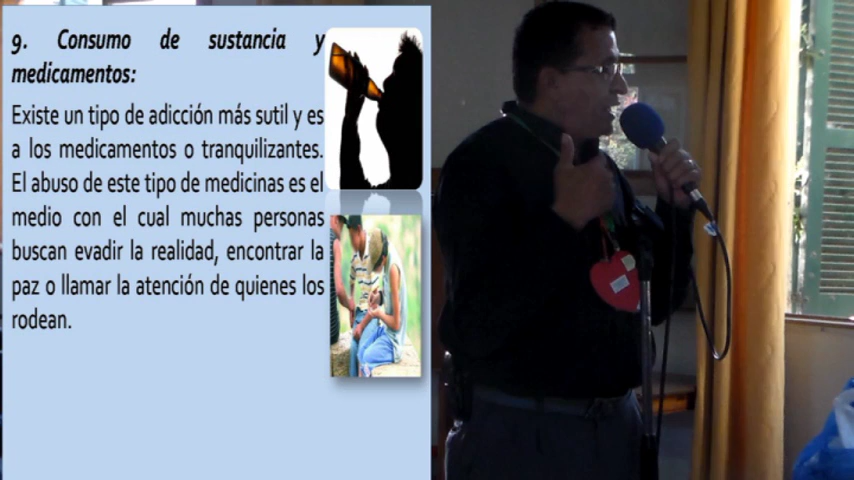 9. Consumo de sustancia y
medicamentos:
Existe un tipo de adicción más sutil y es
a los medicamentos o tranquilizantes.
El abuso de este tipo de medicinas es el
medio con el cual muchas personas
buscan evadir la realidad, encontrar la
paz o llamar la atención de quienes los
rodean.